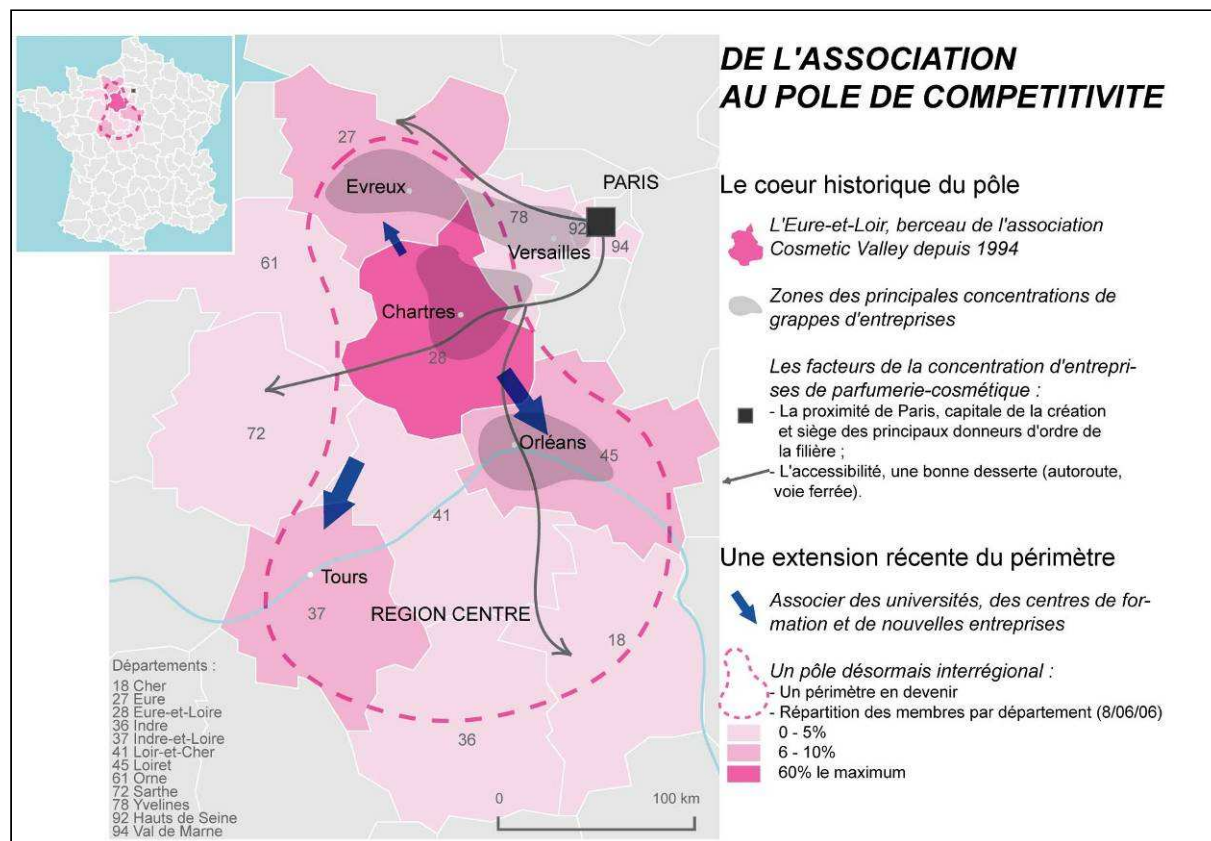 DE L'ASSOCIATION
AU POLE DE COMPETITIVITE
Le coeur historique du pôle
L'Eure-et-Loir, berceau de l'association
Cosmetic Valley depuis 1994
Zones des principales concentrations de
grappes d'entreprises
Les facteurs de la concentration d'entrepri-
ses de parfumerie-cosmétique :
- La proximité de Paris, capitale de la création
et siège des principaux donneurs d'ordre de
la filière ;
- L'accessibilité, une bonne desserte (autoroute,
voie ferrée).
Une extension récente du périmètre
Associer des universités, des centres de for-
mation et de nouvelles entreprises
Un pôle désormais interrégional :
- Un périmètre en devenir
- Répartition des membres par département (8/06/06)
0 - 5%
6 - 10%
60% le maximum
27
Evreux
PARIS
78
92
Versailles
94
61
Chartres
28
72
Orléans
45
41
Tours
37
REGION CENTRE
18
36
0
100 km
Départements :
18 Cher
27 Eure
28 Eure-et-Loire
36 Indre
37 Indre-et-Loire
41 Loir-et-Cher
45 Loiret
61 Orne
72 Sarthe
78 Yvelines
92 Hauts de Seine
94 Val de Marne